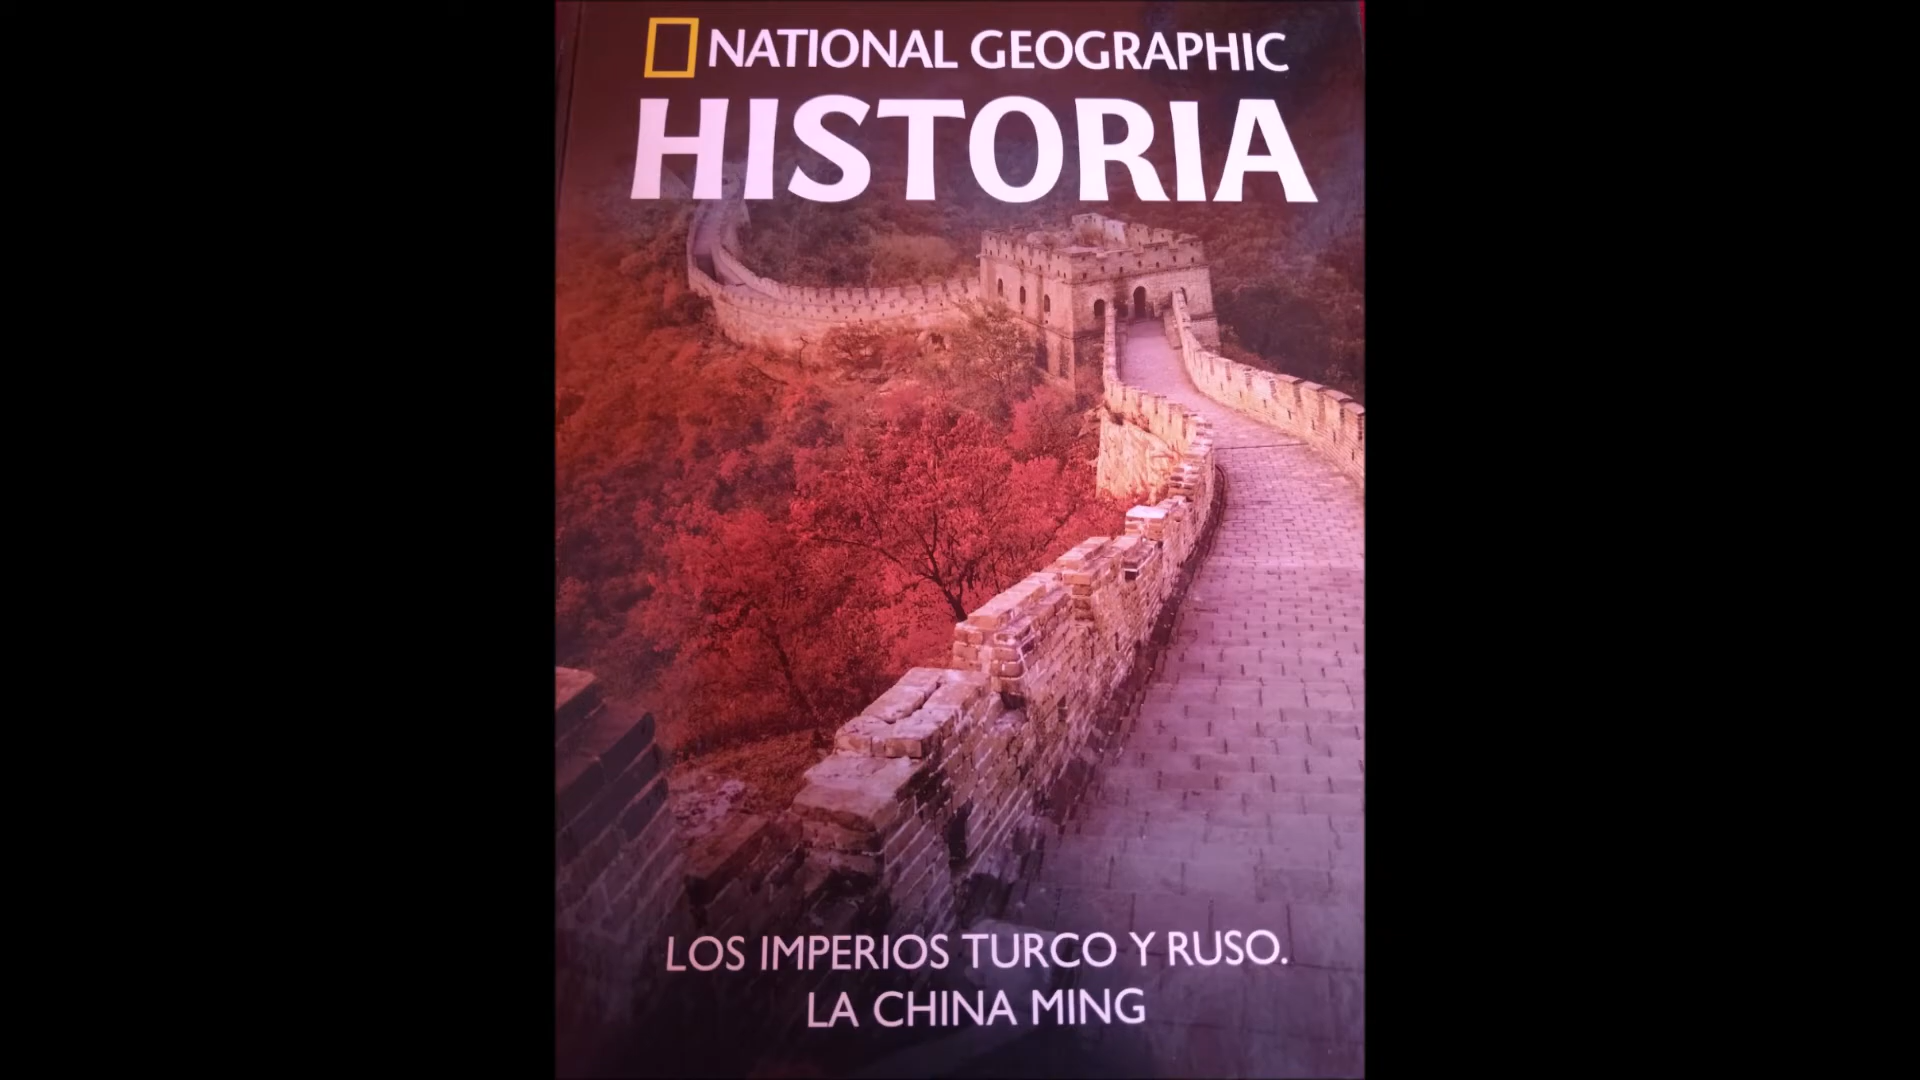 NATIONAL GEOGRAPHIC
HISTORIA
LOS IMPERIOS TURCO Y RUSO.
LA CHINA MING